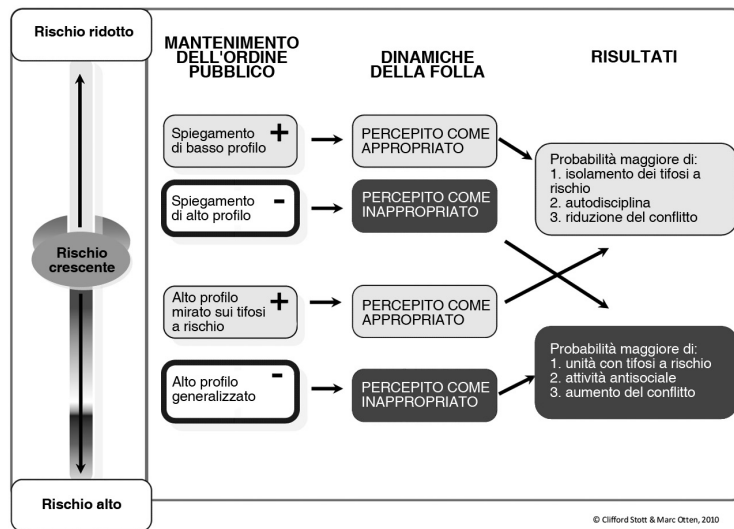 Rischio ridotto
Rischio
crescente
Rischio alto
MANTENIMENTO
DELL'ORDINE
PUBBLICO
DINAMICHE
DELLA FOLLA
RISULTATI
Spiegamento
di basso profilo
+
PERCEPITO COME
APPROPRIATO
Spiegamento
di alto profilo
-
PERCEPITO COME
INAPPROPRIATO
Probabilità maggiore di:
1. isolamento dei tifosi a
rischio
2. autodisciplina
3. riduzione del conflitto
Alto profilo
mirato sui tifosi
a rischio
+
PERCEPITO COME
APPROPRIATO
Alto profilo
generalizzato
-
PERCEPITO COME
INAPPROPRIATO
Probabilità maggiore di:
1. unità con tifosi a rischio
2. attività antisociale
3. aumento del conflitto
© Clifford Stott & Marc Otten, 2010